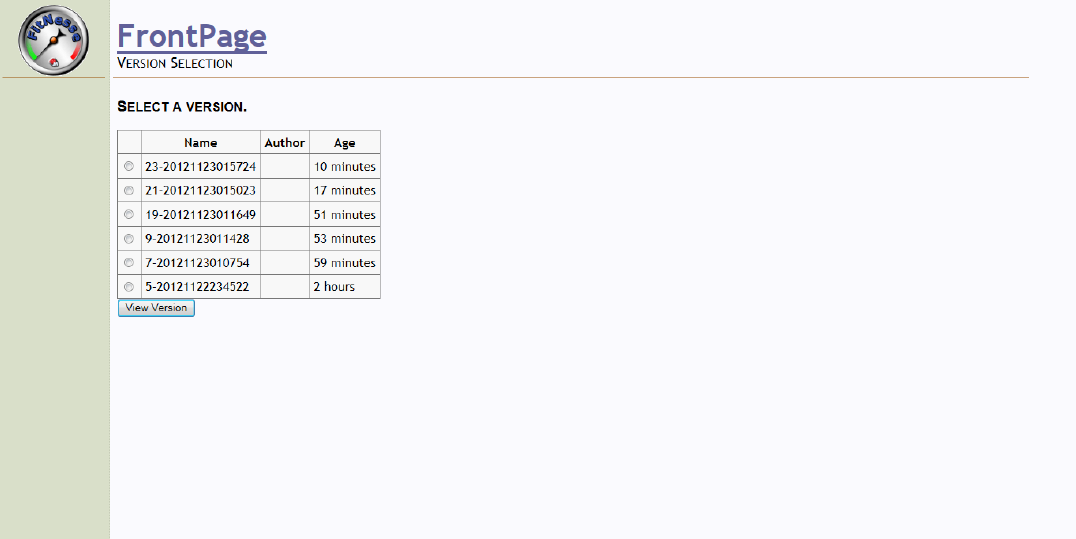 FitNesse
FrontPage
VERSION SELECTION
SELECT A VERSION.
Name Author Age
23-20121123015724 10 minutes
21-20121123015023 17 minutes
19-20121123011649 51 minutes
9-20121123011428 53 minutes
7-20121123010754 59 minutes
5-20121122234522 2 hours
View Version